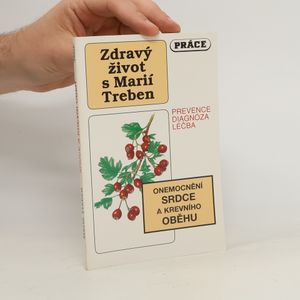 PRÁCE
Zdravý
život
s Marií
Treben
PREVENCE
DIAGNÓZA
LÉČBA
ONEMOCNĚNÍ
SRDCE
A KREVNÍHO
OBĚHU